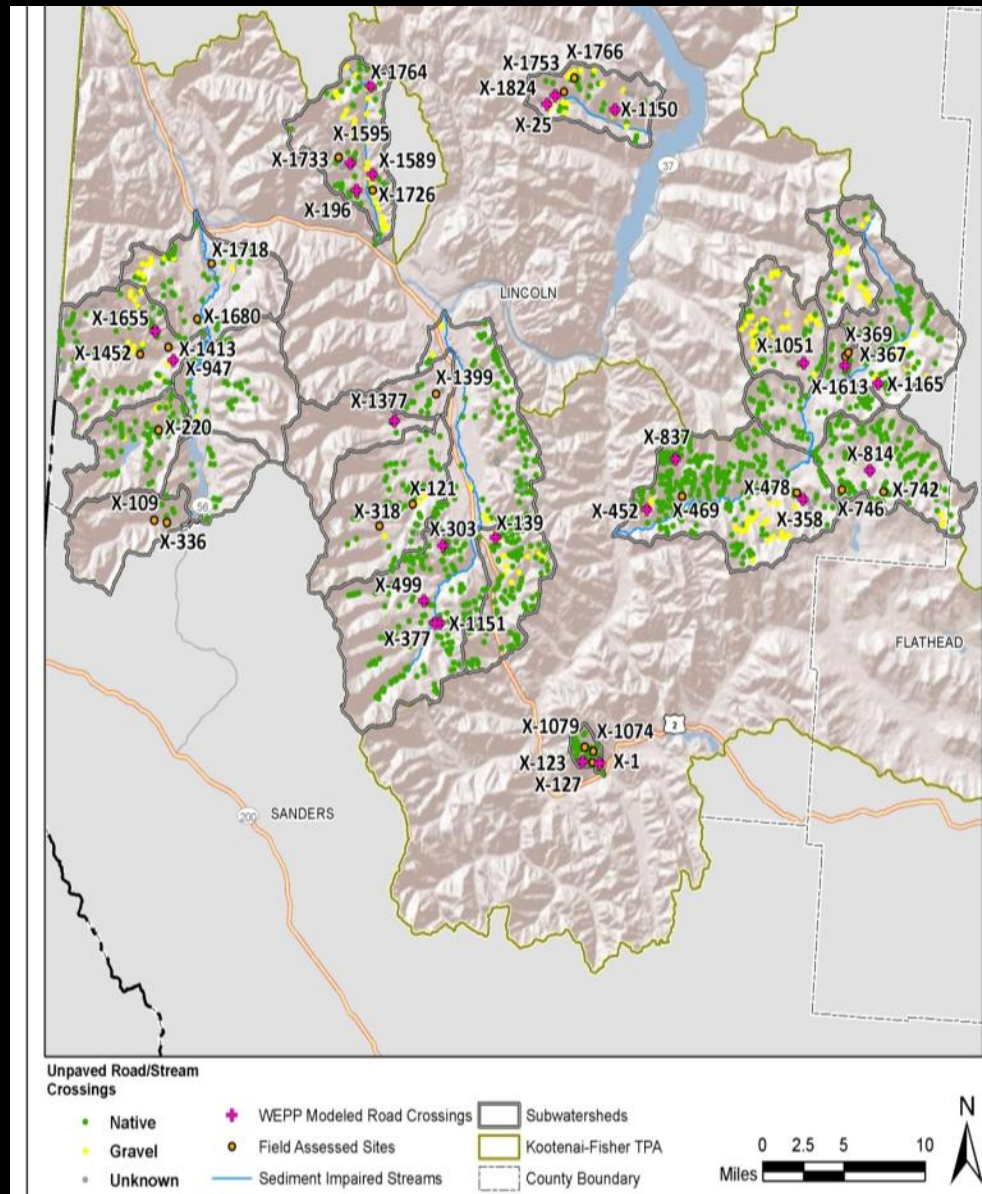 X-1766
X-1753
X-1764
X-1824
X-1150
X-25
X-1595
X-1733
X-1589
37
X-1726
X-196
X-1718
LINCOLN
X-1680
X-1655
X-369
X-1452
X-1413
X-1051
X-367
X-947
X-1399
X-1613
X-1165
X-1377
X-220
X-837
X-814
X-121
X-478
X-742
X-109
X-318
X-452
X-469
X-746
56
X-303
X-139
X-358
X-336
X-499
X-1151
X-377
FLATHEAD
X-1079
X-1074
2
X-123
X-1
X-127
200
SANDERS
Unpaved Road/Stream
Crossings
Native
Gravel
Unknown
WEPP Modeled Road Crossings
Field Assessed Sites
Sediment Impaired Streams
Subwatersheds
Kootenai-Fisher TPA
County Boundary
0 2.5 5 10
Miles
N